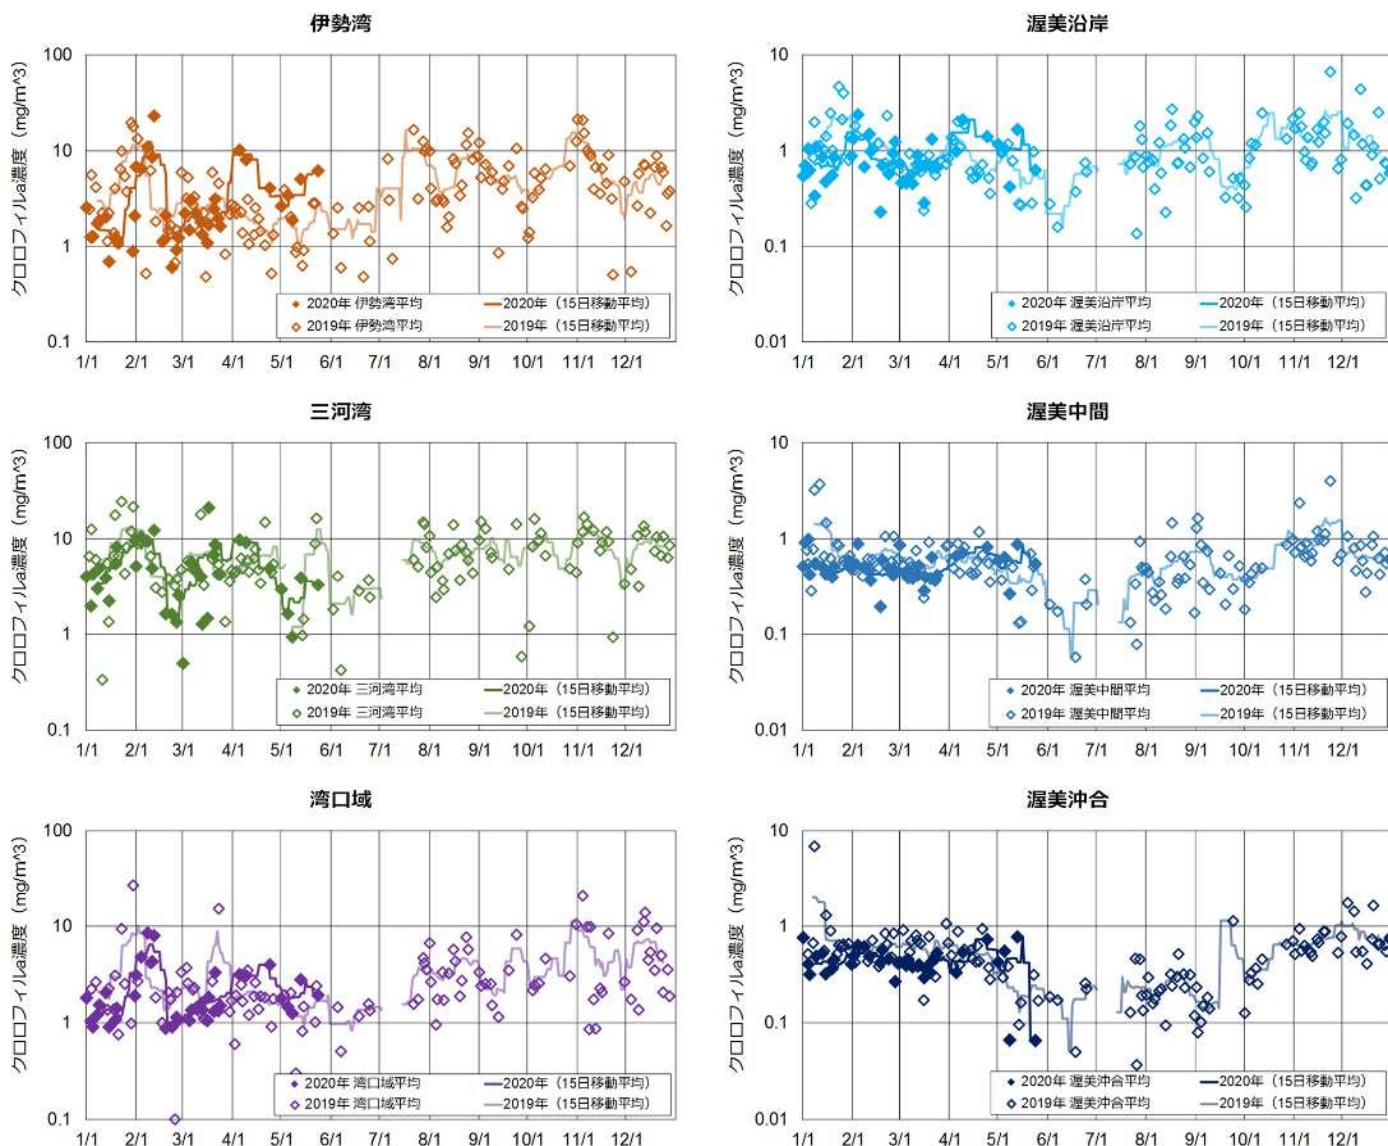 伊勢湾
クロロフィルa濃度（mg/m^3）
100
10
1
0.1
1/1 2/1 3/1 4/1 5/1 6/1 7/1 8/1 9/1 10/1 11/1 12/1
2020年 伊勢湾平均 2020年（15日移動平均）
2019年 伊勢湾平均 2019年（15日移動平均）
渥美沿岸
クロロフィルa濃度（mg/m^3）
10
1
0.1
0.01
1/1 2/1 3/1 4/1 5/1 6/1 7/1 8/1 9/1 10/1 11/1 12/1
2020年 渥美沿岸平均 2020年（15日移動平均）
2019年 渥美沿岸平均 2019年（15日移動平均）
三河湾
クロロフィルa濃度（mg/m^3）
100
10
1
0.1
1/1 2/1 3/1 4/1 5/1 6/1 7/1 8/1 9/1 10/1 11/1 12/1
2020年 三河湾平均 2020年（15日移動平均）
2019年 三河湾平均 2019年（15日移動平均）
渥美中間
クロロフィルa濃度（mg/m^3）
10
1
0.1
0.01
1/1 2/1 3/1 4/1 5/1 6/1 7/1 8/1 9/1 10/1 11/1 12/1
2020年 渥美中間平均 2020年（15日移動平均）
2019年 渥美中間平均 2019年（15日移動平均）
湾口域
クロロフィルa濃度（mg/m^3）
100
10
1
0.1
1/1 2/1 3/1 4/1 5/1 6/1 7/1 8/1 9/1 10/1 11/1 12/1
2020年 湾口域平均 2020年（15日移動平均）
2019年 湾口域平均 2019年（15日移動平均）
渥美沖合
クロロフィルa濃度（mg/m^3）
10
1
0.1
0.01
1/1 2/1 3/1 4/1 5/1 6/1 7/1 8/1 9/1 10/1 11/1 12/1
2020年 渥美沖合平均 2020年（15日移動平均）
2019年 渥美沖合平均 2019年（15日移動平均）